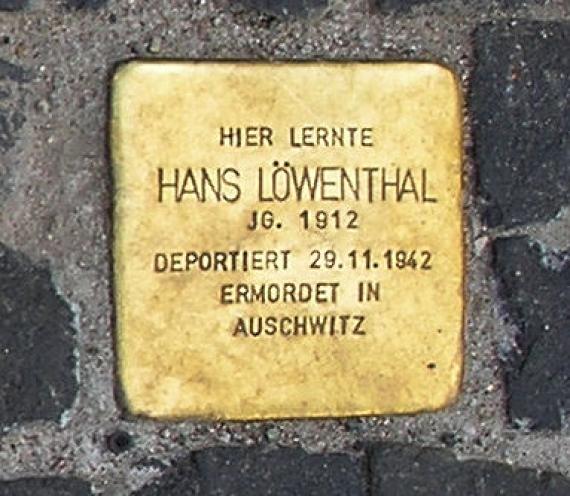 HIER LERNTE
HANS LÖWENTHAL
JG. 1912
DEPORTIERT 29.11.1942
ERMORDET IN
AUSCHWITZ